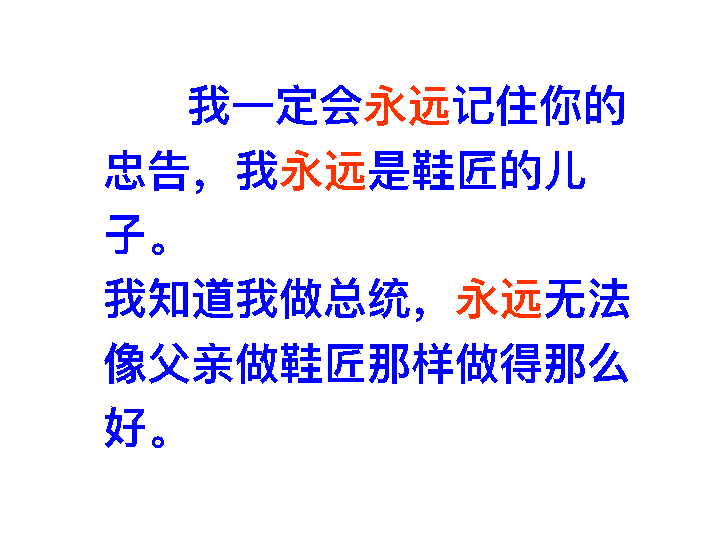 我一定会永远记住你的
忠告，我永远是鞋匠的儿
子。
我知道我做总统，永远无法
像父亲做鞋匠那样做得那么
好。